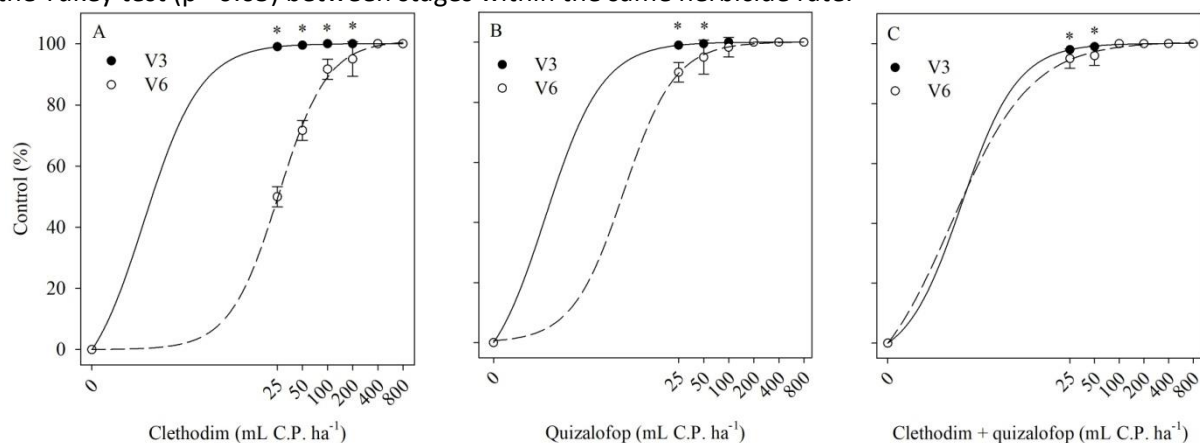 the Tukey test (p 0.05) between stages within the same herbicide rate.
A * * * *
B * *
C * *
V3
V6
V3
V6
V3
V6
Control (%)
100
80
60
40
20
0
0 25 50 100 200 400 800
0 25 50 100 200 400 800
0 25 50 100 200 400 800
Clethodim (mL C.P. ha⁻¹)
Quizalofop (mL C.P. ha⁻¹)
Clethodim + quizalofop (mL C.P. ha⁻¹)